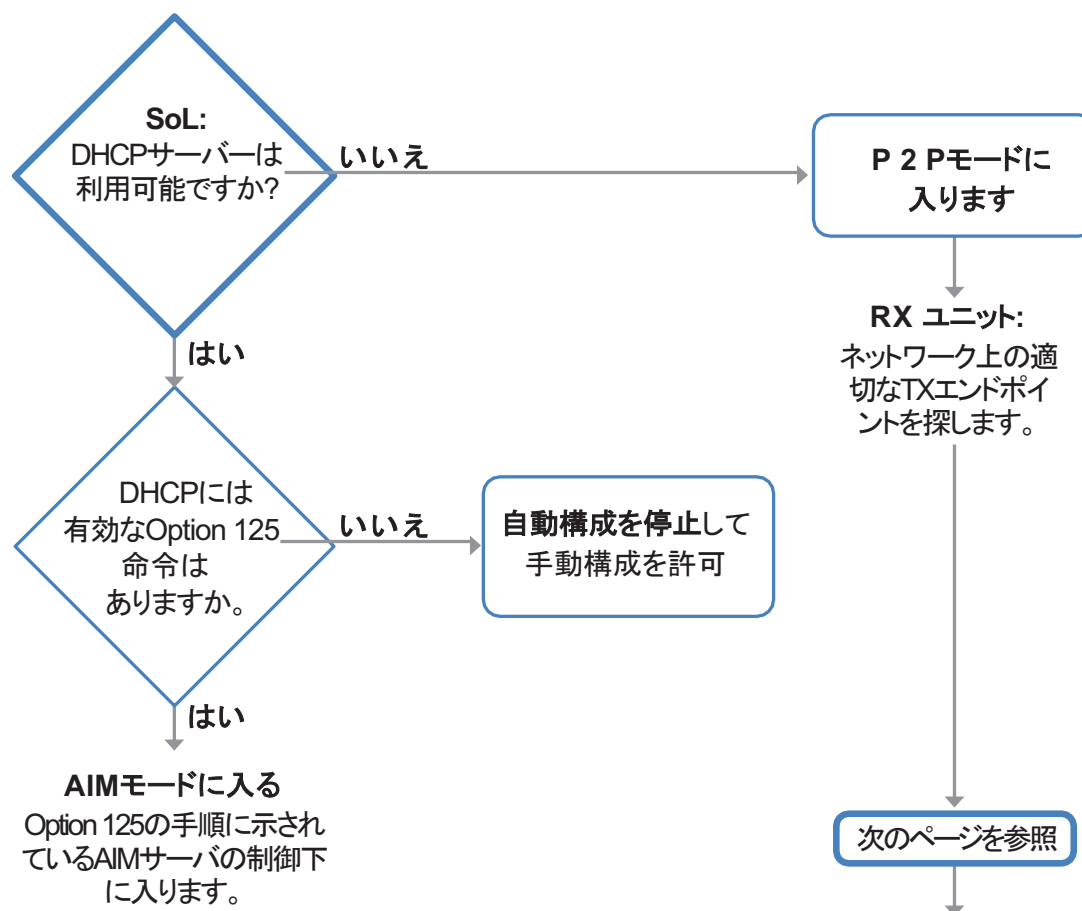 SoL:
DHCPサーバーは
利用可能ですか?
いいえ
P 2 Pモードに
入ります
はい
RX ユニット:
ネットワーク上の適
切なTXエンドポイ
ントを探します。
DHCPには
有効なOption 125
命令は
ありますか。
いいえ
自動構成を停止して
手動構成を許可
はい
AIMモードに入る
Option 125の手順に示され
ているAIMサーバの制御下
に入ります。
次のページを参照